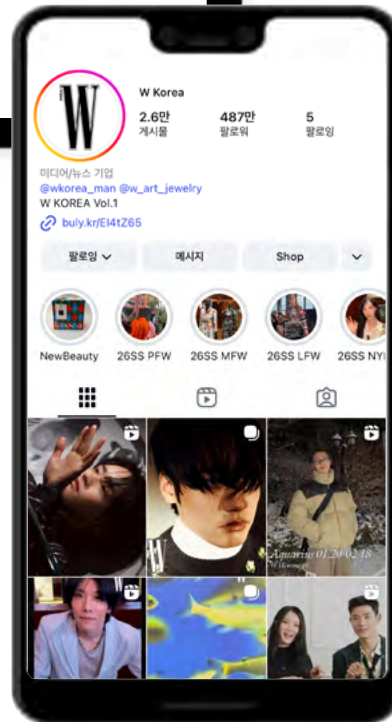 W
W Korea
2.6만 487만 5
게시물 팔로워 팔로잉
미디어/뉴스 기업
@wkorea_man @w_art_jewelry
W KOREA Vol.1
buly.kr/EI4tZ65
팔로잉 메시지 Shop
NewBeauty 26SS PFW 26SS MFW 26SS LFW 26SS NY
W
Aquarius 01.20-02.18